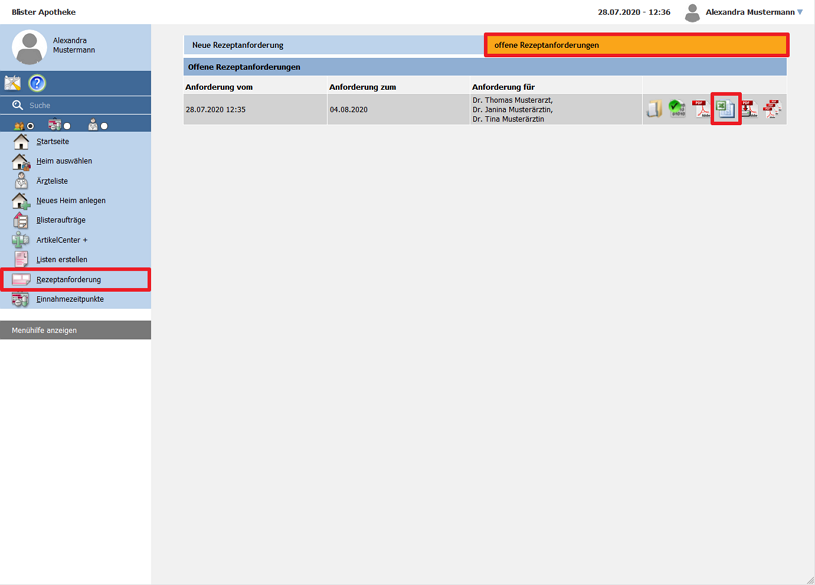 Blister Apotheke
28.07.2020 - 12:36
Alexandra Mustermann
Alexandra
Mustermann
Suche
Startseite
Heim auswählen
Ärzteliste
Neues Heim anlegen
Blisteraufträge
ArtikelCenter +
Listen erstellen
Rezeptanforderung
Einnahmezeitpunkte
Menühilfe anzeigen
Neue Rezeptanforderung
offene Rezeptanforderungen
Offene Rezeptanforderungen
Anforderung vom
Anforderung zum
Anforderung für
28.07.2020 12:35
04.08.2020
Dr. Thomas Musterarzt,
Dr. Janina Musterärztin,
Dr. Tina Musterärztin
PDF
PDF